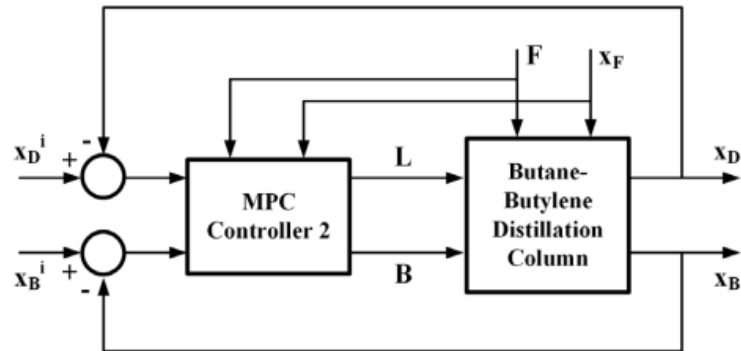 F
x_F
x_D^i
-
+
MPC
Controller 2
L
B
Butane-
Butylene
Distillation
Column
x_D
x_B^i
+
-
x_B